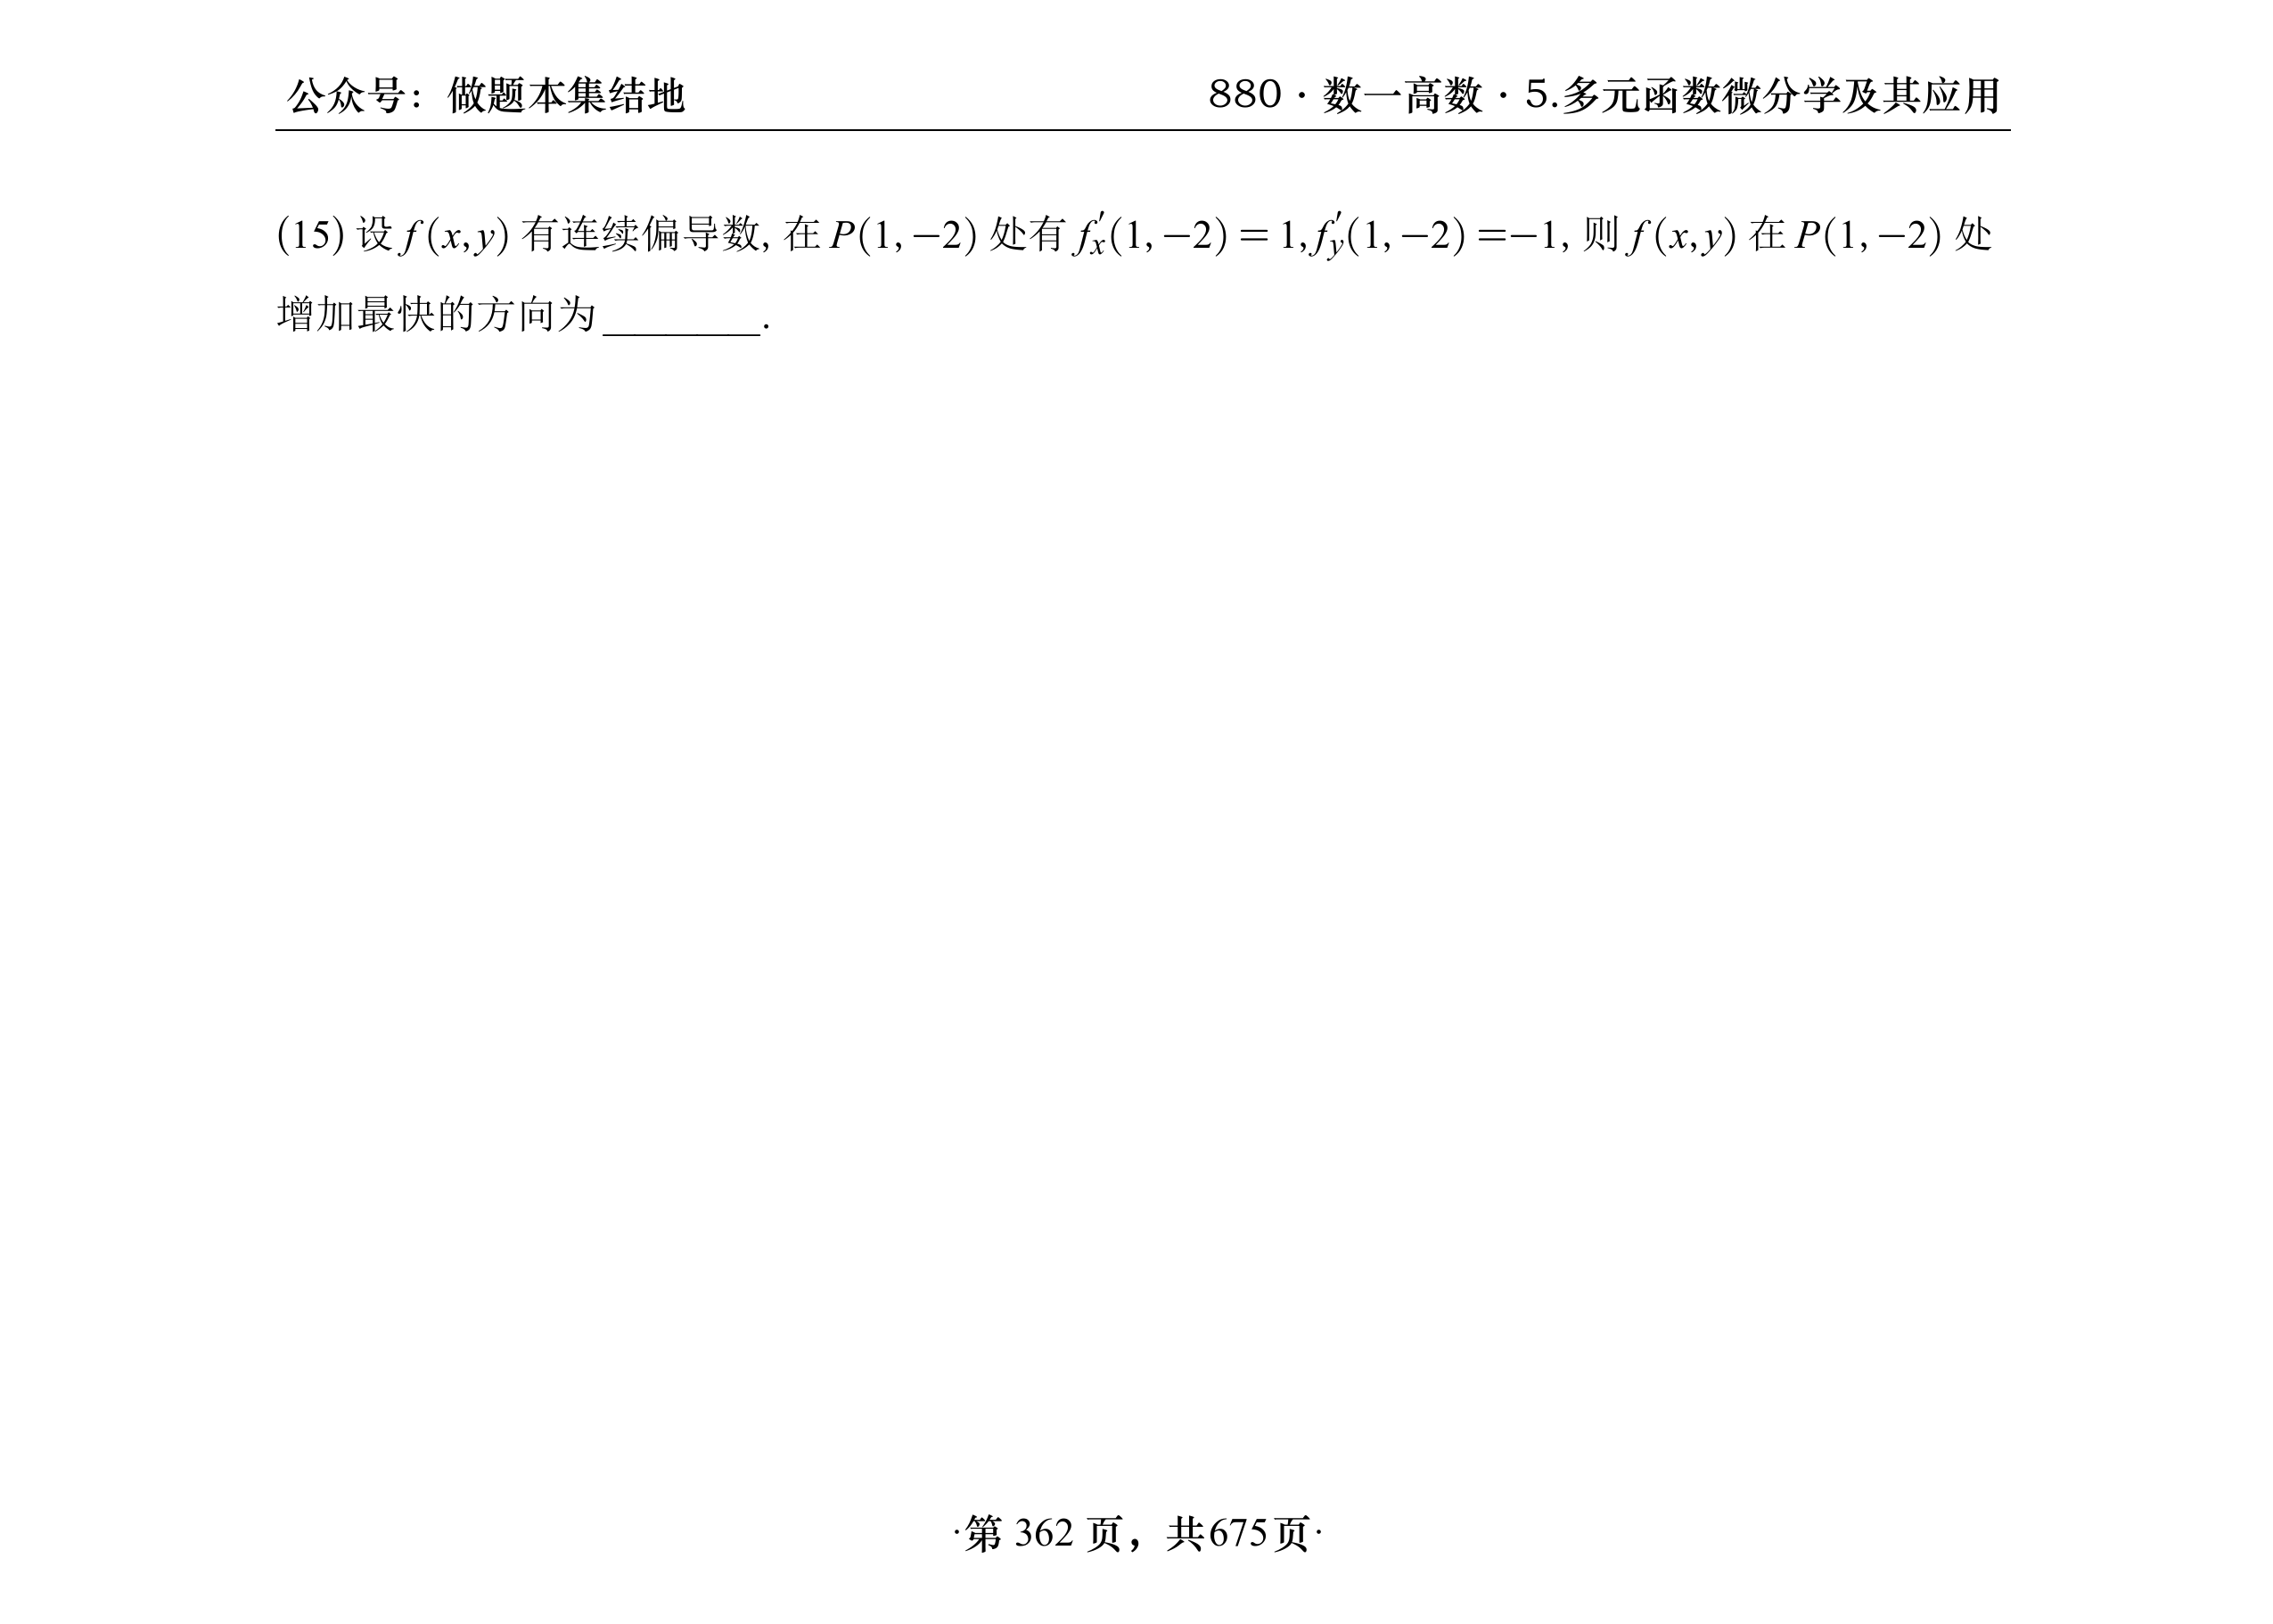 公众号：做题本集结地 880·数一高数·5.多元函数微分学及其应用
(15) 设 f(x,y) 有连续偏导数, 在 P(1,−2) 处有 f′ₓ(1,−2) = 1,f′y(1,−2) =−1, 则 f(x,y) 在 P(1,−2) 处
增加最快的方向为________.
·第 362 页，共675页·